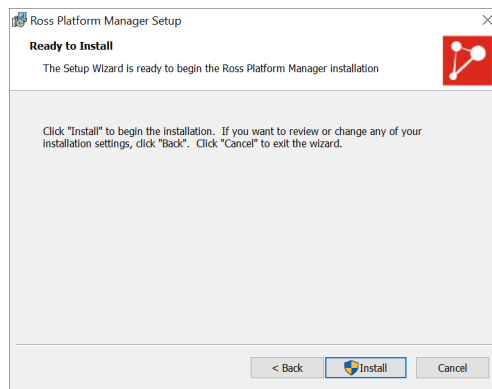 Ross Platform Manager Setup
Ready to Install
The Setup Wizard is ready to begin the Ross Platform Manager installation
Click "Install" to begin the installation.  If you want to review or change any of your
installation settings, click "Back".  Click "Cancel" to exit the wizard.
< Back
Install
Cancel